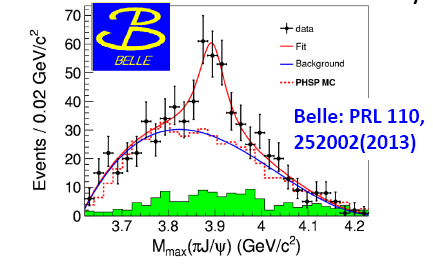 B
BELLE
data
Fit
Background
PHSP MC
Belle: PRL 110,
252002(2013)
Events / 0.02 GeV/c²
70
60
50
40
30
20
10
0
3.7 3.8 3.9 4 4.1 4.2
Mmax(πJ/ψ) (GeV/c²)